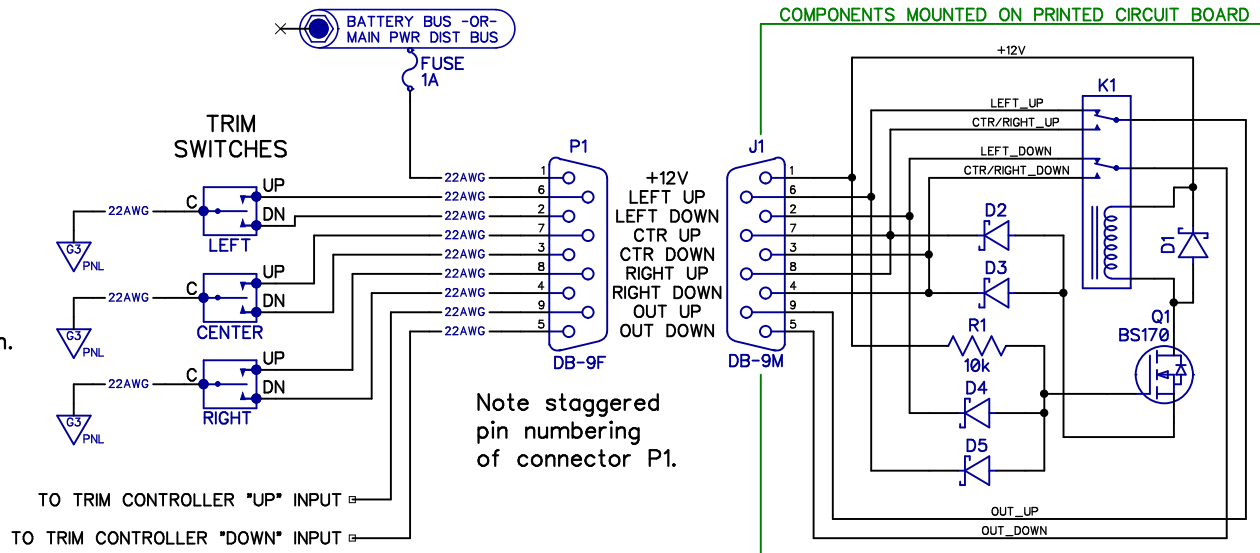 COMPONENTS MOUNTED ON PRINTED CIRCUIT BOARD
BATTERY BUS -OR-
MAIN PWR DIST BUS
FUSE
1A
TRIM
SWITCHES
C
22AWG
UP
DN
LEFT
G3
PNL
C
22AWG
UP
DN
CENTER
G3
PNL
C
22AWG
UP
DN
RIGHT
G3
PNL
n.
P1
22AWG 1
22AWG 6
22AWG 2
22AWG 7
22AWG 3
22AWG 8
22AWG 4
22AWG 9
22AWG 5
DB-9F
+12V
LEFT UP
LEFT DOWN
CTR UP
CTR DOWN
RIGHT UP
RIGHT DOWN
OUT UP
OUT DOWN
J1
1
6
2
7
3
8
4
9
5
DB-9M
Note staggered
pin numbering
of connector P1.
TO TRIM CONTROLLER "UP" INPUT
TO TRIM CONTROLLER "DOWN" INPUT
+12V
K1
LEFT_UP
CTR/RIGHT_UP
LEFT_DOWN
CTR/RIGHT_DOWN
D2
D1
D3
Q1
BS170
R1
10k
D4
D5
OUT_UP
OUT_DOWN